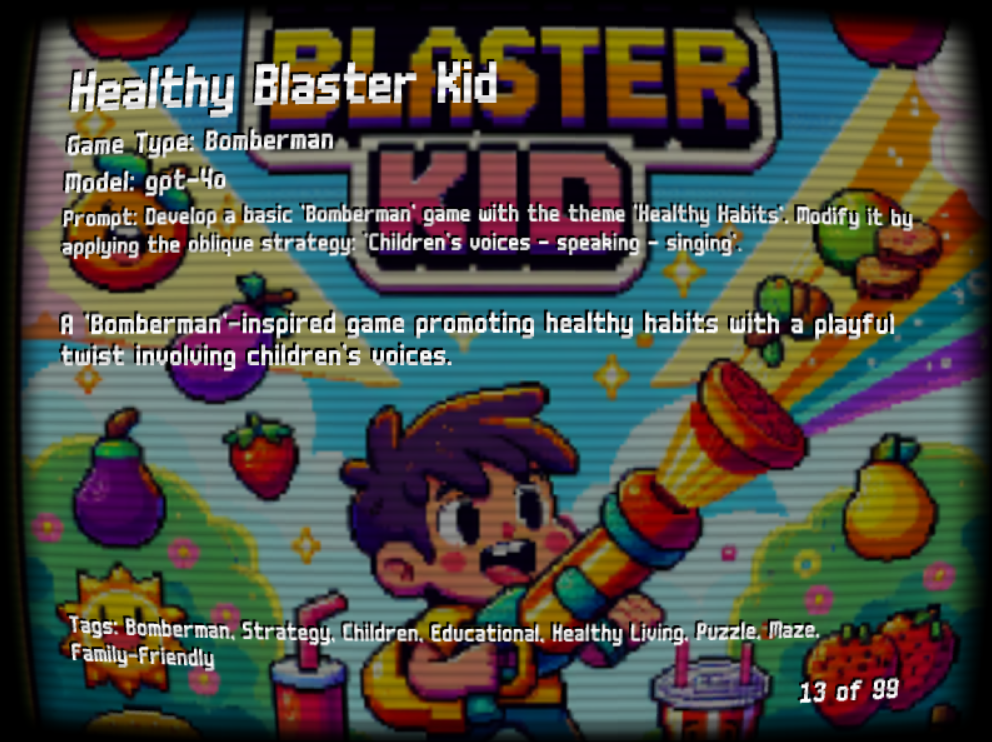 BLASTER
KID
Healthy Blaster Kid
Game Type: Bomberman
Model: gpt-4o
Prompt: Develop a basic 'Bomberman' game with the theme 'Healthy Habits'. Modify it by
applying the oblique strategy: 'Children's voices - speaking - singing'.
A 'Bomberman'-inspired game promoting healthy habits with a playful
twist involving children's voices.
Tags: Bomberman, Strategy, Children, Educational, Healthy Living, Puzzle, Maze,
Family-Friendly
13 of 99